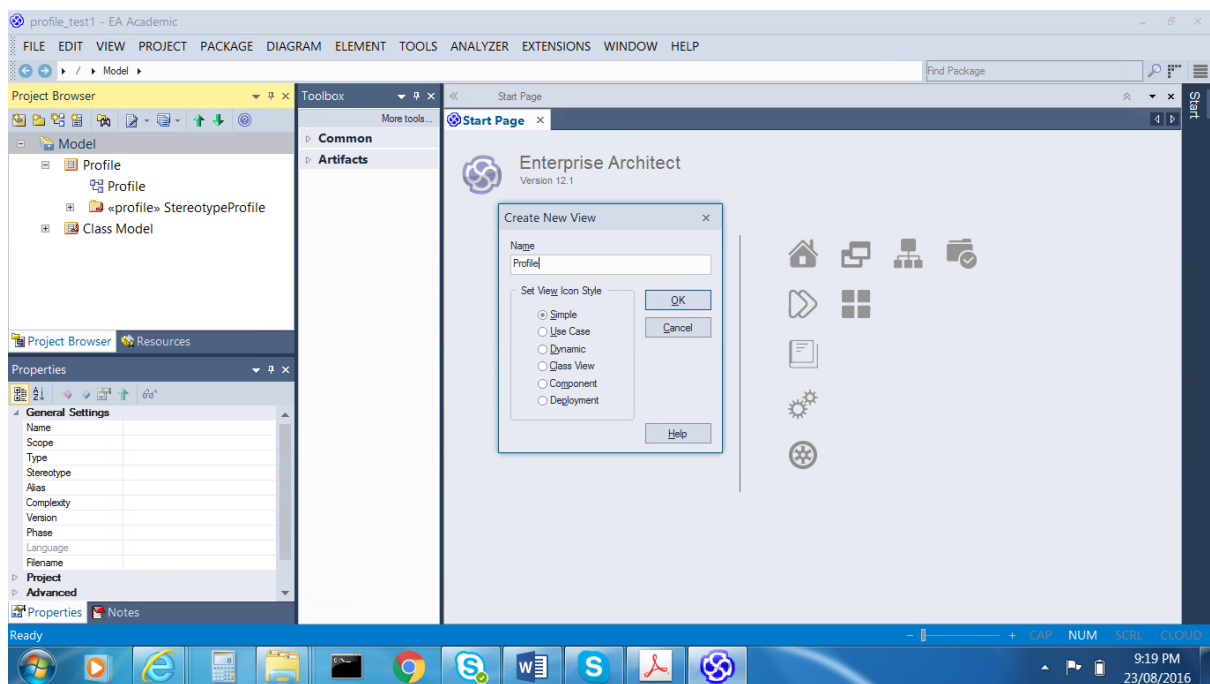 profile_test1 - EA Academic
FILE EDIT VIEW PROJECT PACKAGE DIAGRAM ELEMENT TOOLS ANALYZER EXTENSIONS WINDOW HELP
/ Model
Find Package
Project Browser
Toolbox
Start Page
Start
More tools...
Start Page
Common
Artifacts
Model
Profile
Profile
«profile» StereotypeProfile
Class Model
Enterprise Architect
Version 12.1
Create New View
Name
Profile
Set View Icon Style
Simple
Use Case
Dynamic
Class View
Component
Deployment
OK
Cancel
Help
Project Browser Resources
Properties
General Settings
Name
Scope
Type
Stereotype
Alias
Complexity
Version
Phase
Language
Filename
Project
Advanced
Properties Notes
Ready
CAP NUM SCRL CLOUD
9:19 PM
23/08/2016